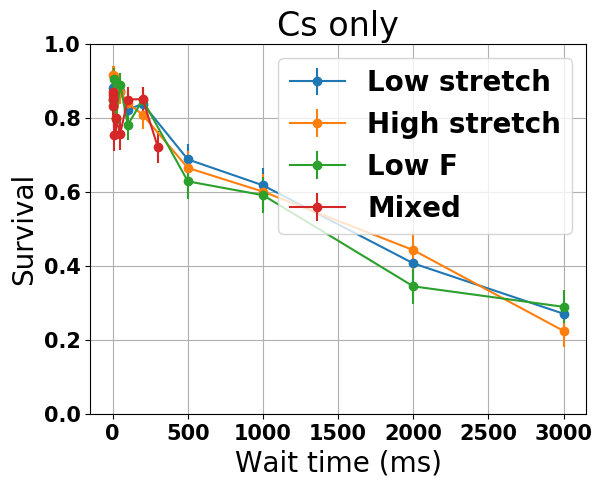 Cs only
1.0
0.8
0.6
0.4
0.2
0.0
Survival
Low stretch
High stretch
Low F
Mixed
0 500 1000 1500 2000 2500 3000
Wait time (ms)